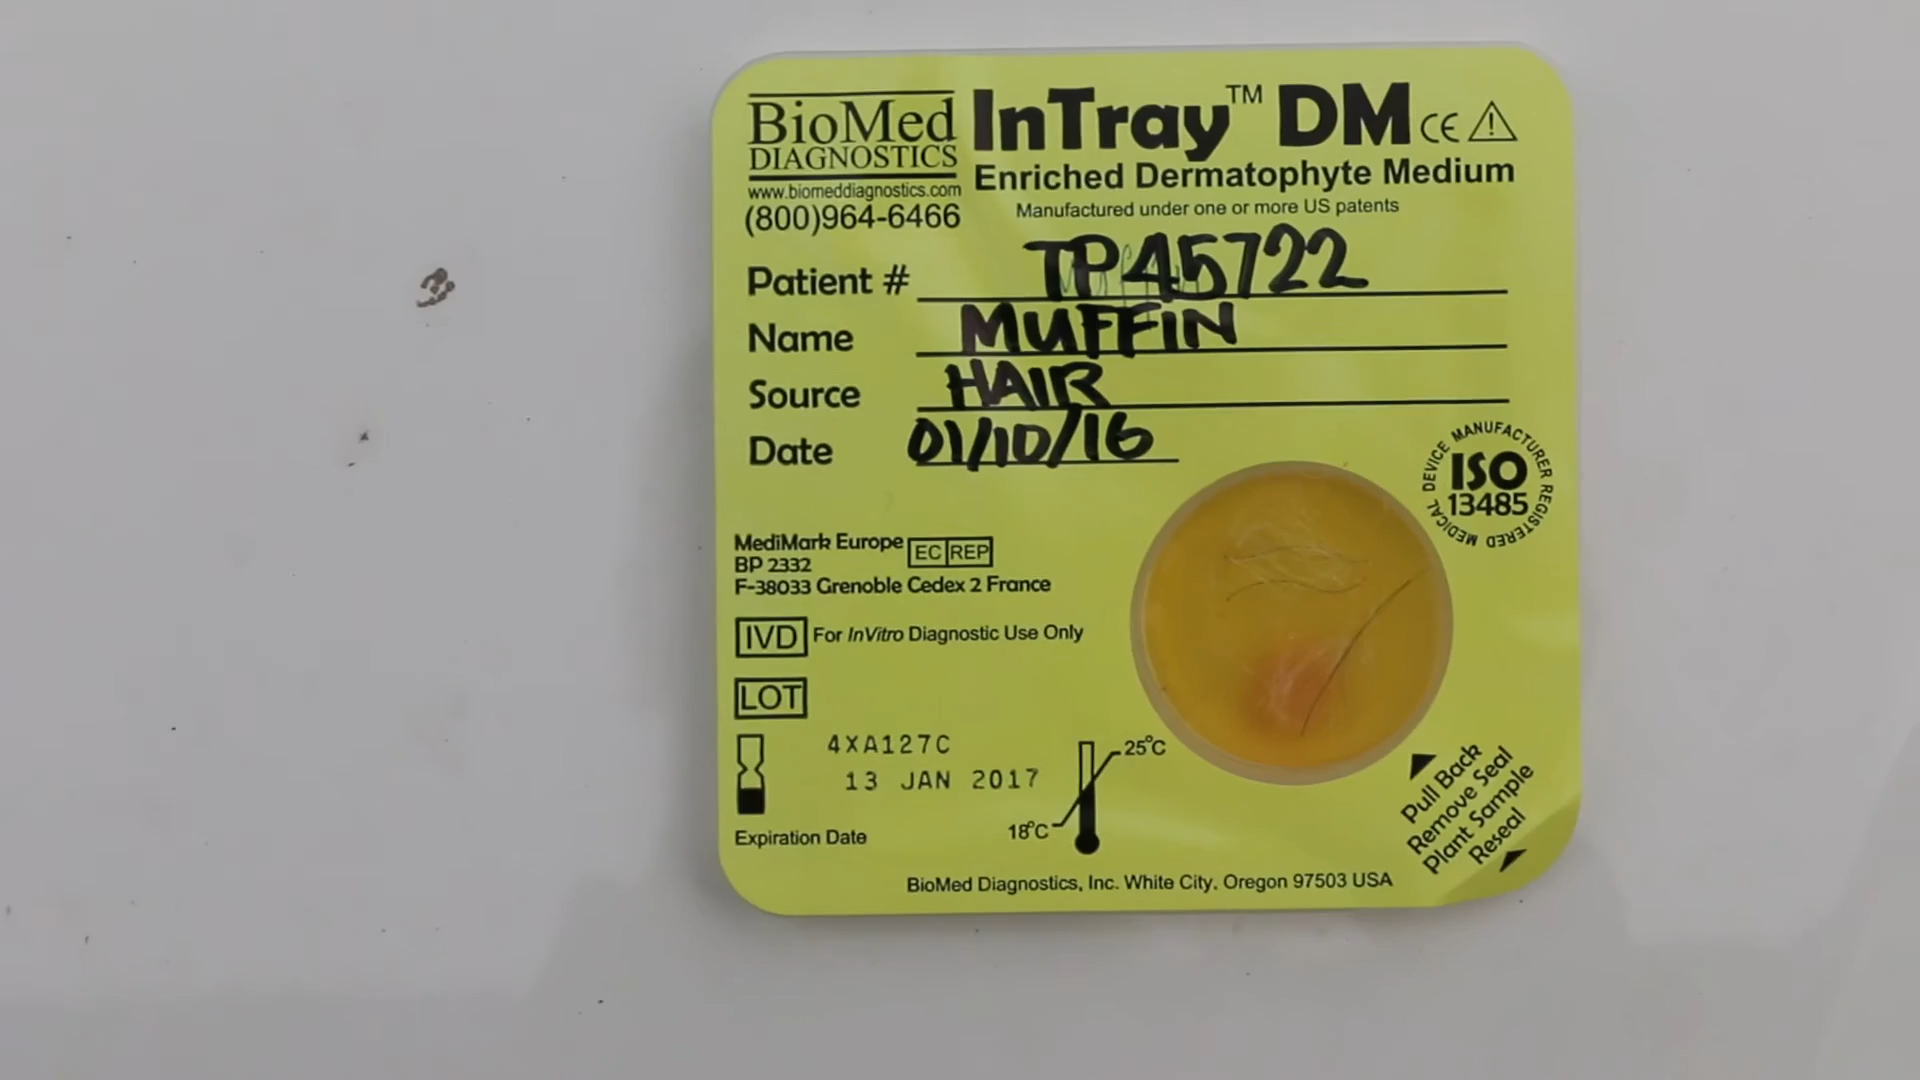 BioMed
DIAGNOSTICS
www.biomeddiagnostics.com
(800)964-6466
InTray™ DM CE
Enriched Dermatophyte Medium
Manufactured under one or more US patents
Patient # TP45722
Name MUFFIN
Source HAIR
Date 01/10/16
MEDICAL DEVICE MANUFACTURER REGISTERED
ISO
13485
MediMark Europe EC REP
BP 2332
F-38033 Grenoble Cedex 2 France
IVD For InVitro Diagnostic Use Only
LOT
4XA127C
13 JAN 2017
Expiration Date
25°C
18°C
Pull Back
Remove Seal
Plant Sample
Reseal
BioMed Diagnostics, Inc. White City, Oregon 97503 USA